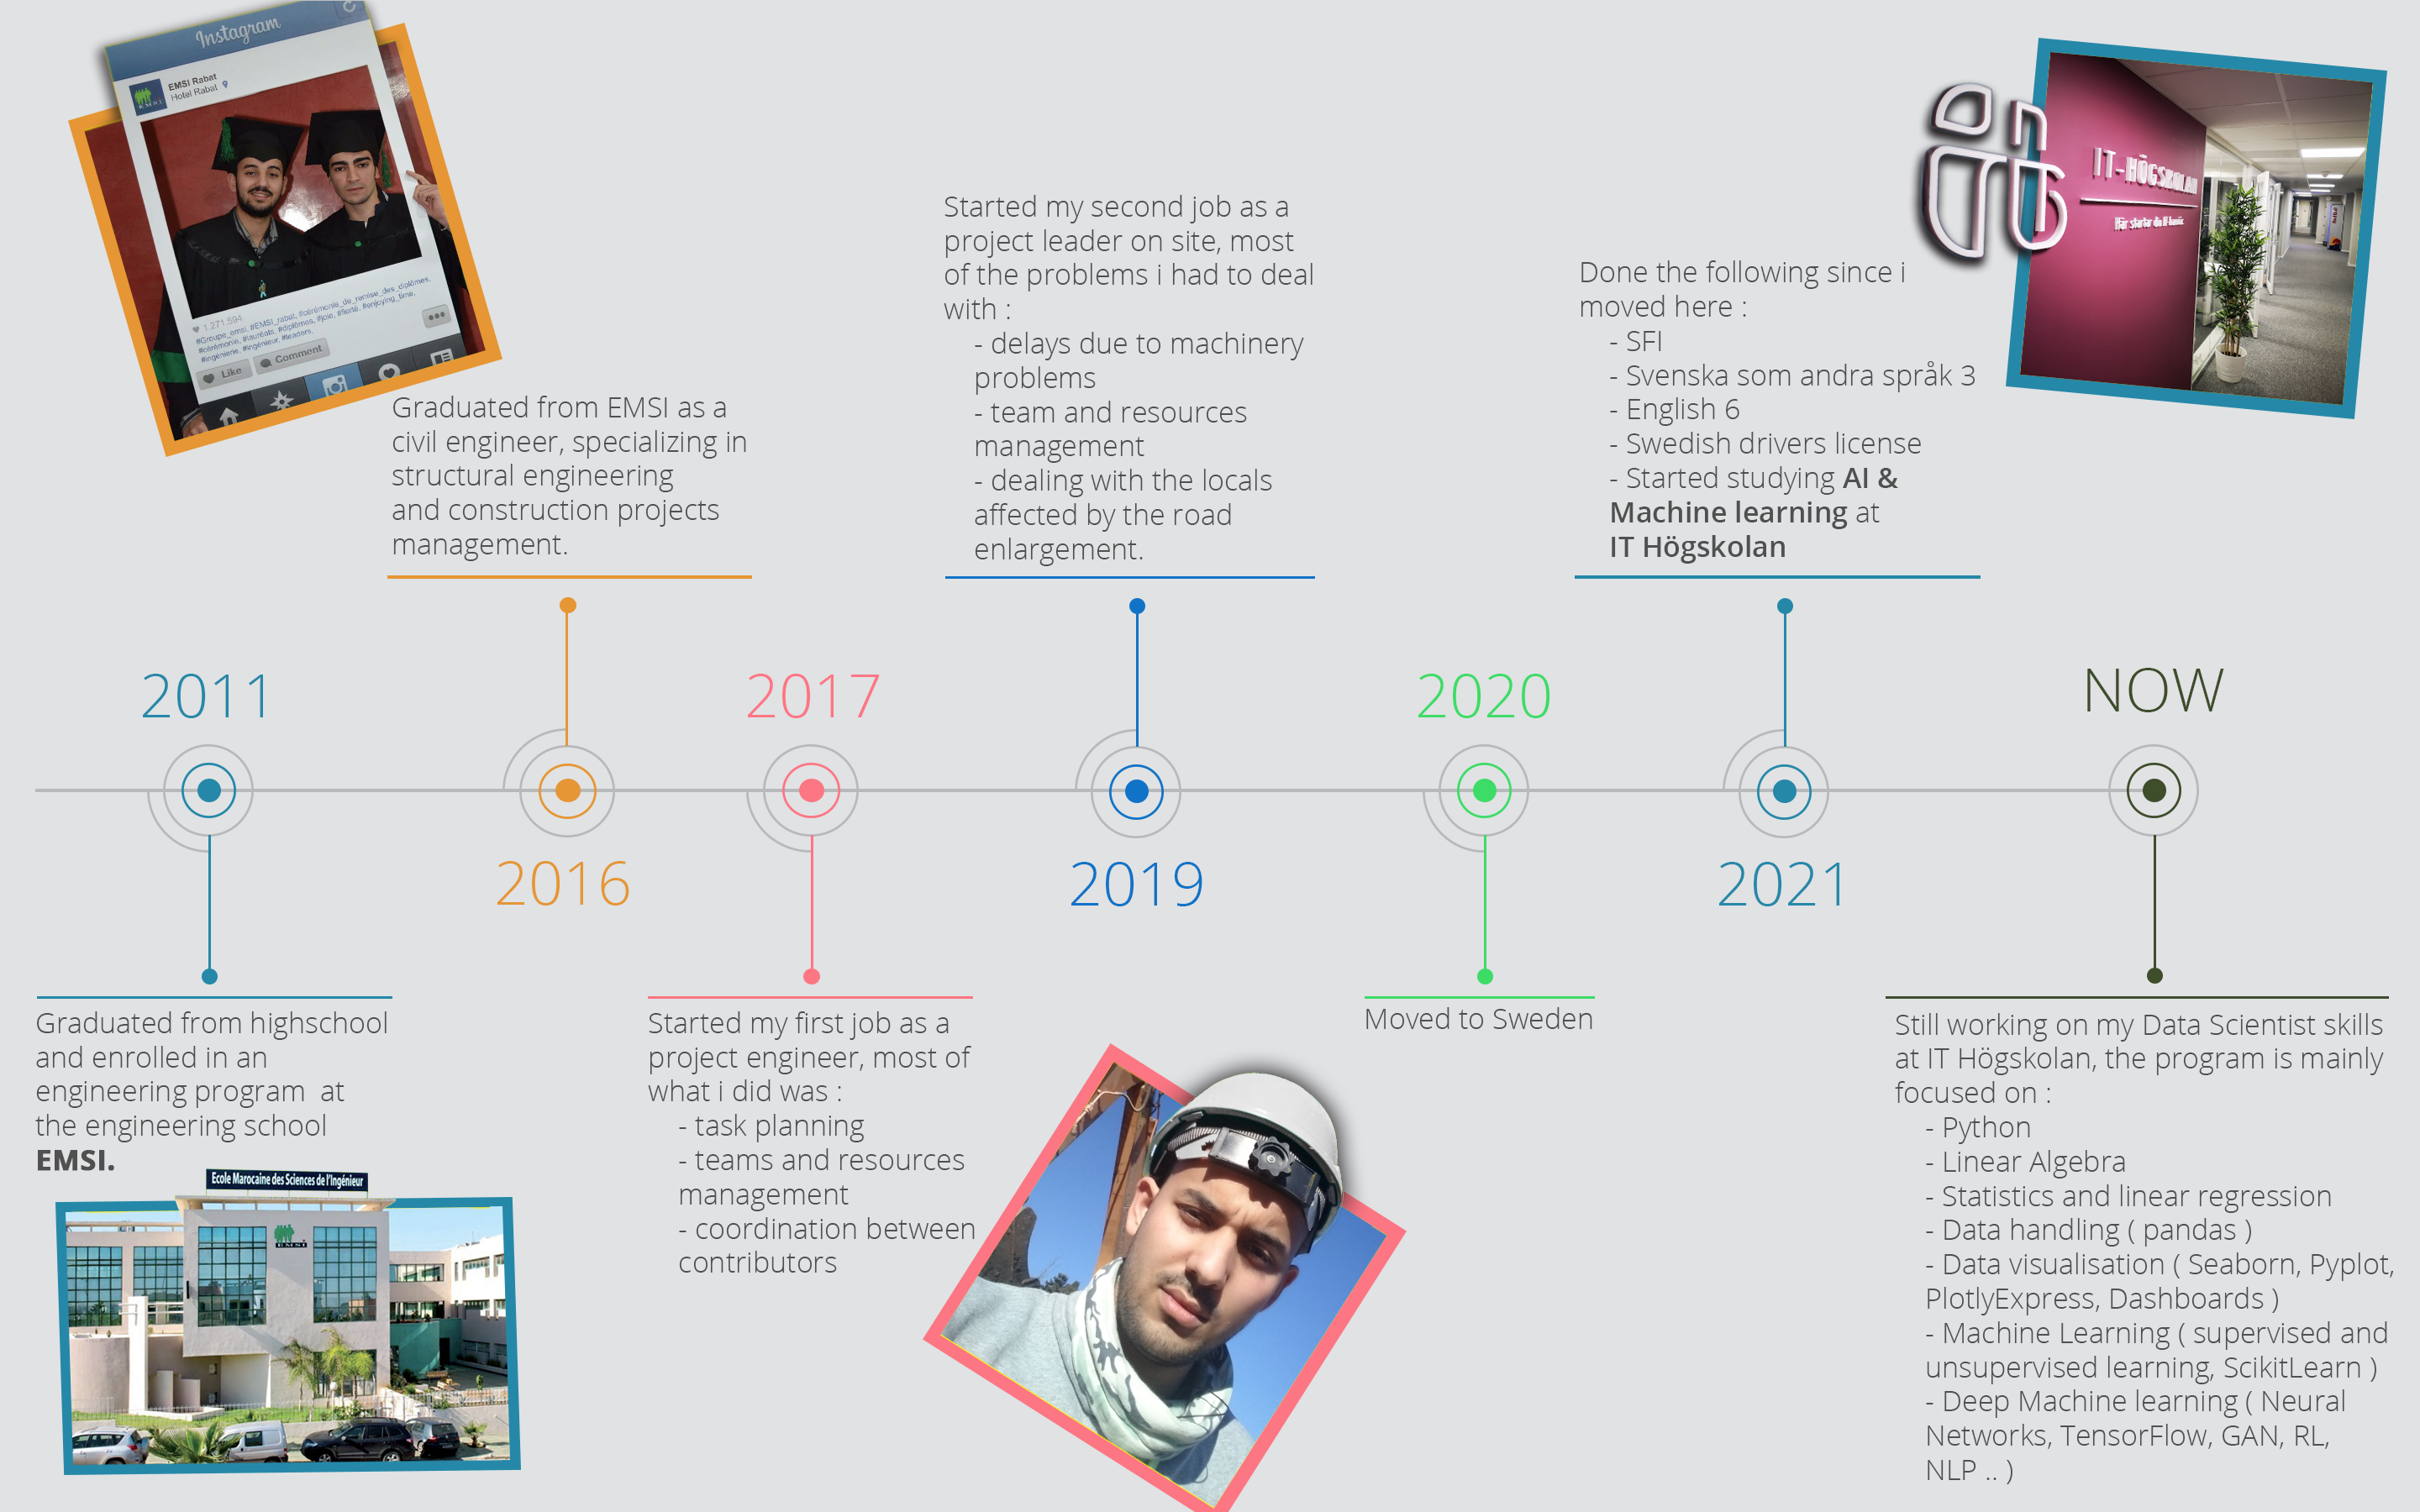 Instagram
EMSI Rabat
Hotel Rabat
EMSI
1.271.594
#Groupe_emsi, #EMSI_rabat, #cérémonie_de_remise_des_diplômes,
#cérémonie, #lauréats, #diplômes, #joie, #fierté, #enjoying_time,
#ingénierie, #ingénieur, #leaders,
Like
Comment
Graduated from EMSI as a
civil engineer, specializing in
structural engineering
and construction projects
management.
Started my second job as a
project leader on site, most
of the problems i had to deal
with :
- delays due to machinery
problems
- team and resources
management
- dealing with the locals
affected by the road
enlargement.
Done the following since i
moved here :
- SFI
- Svenska som andra språk 3
- English 6
- Swedish drivers license
- Started studying AI &
Machine learning at
IT Högskolan
IT-HÖGSKOLAN
Här startar din IT-karriär
2011
2016
2017
2019
2020
2021
NOW
Graduated from highschool
and enrolled in an
engineering program at
the engineering school
EMSI.
Ecole Marocaine des Sciences de l'Ingénieur
EMSI
Started my first job as a
project engineer, most of
what i did was :
- task planning
- teams and resources
management
- coordination between
contributors
Moved to Sweden
Still working on my Data Scientist skills
at IT Högskolan, the program is mainly
focused on :
- Python
- Linear Algebra
- Statistics and linear regression
- Data handling ( pandas )
- Data visualisation ( Seaborn, Pyplot,
PlotlyExpress, Dashboards )
- Machine Learning ( supervised and
unsupervised learning, ScikitLearn )
- Deep Machine learning ( Neural
Networks, TensorFlow, GAN, RL,
NLP .. )